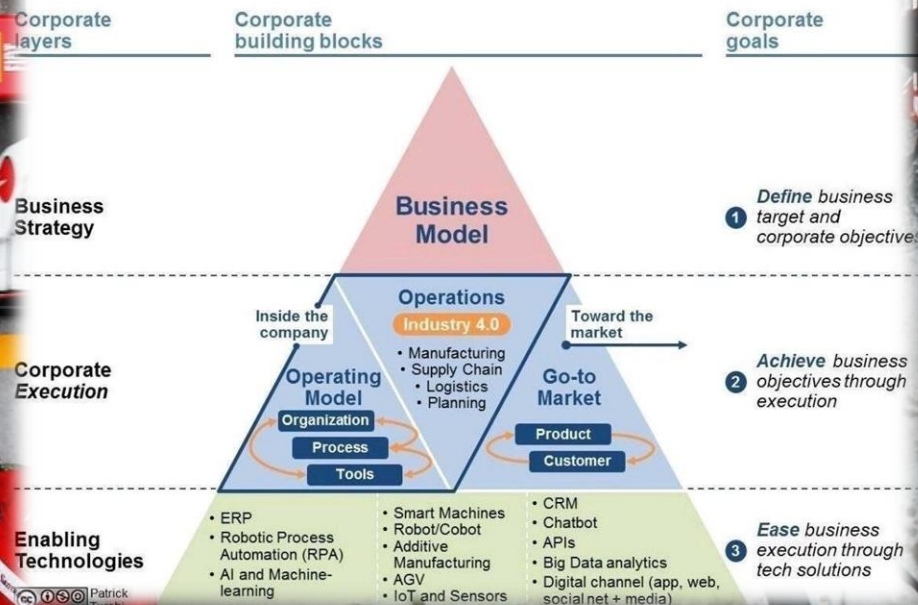 Corporate
layers
Corporate
building blocks
Corporate
goals
Business
Strategy
Business
Model
1
Define business
target and
corporate objectives
Corporate
Execution
Inside the
company
Operations
Industry 4.0
• Manufacturing
• Supply Chain
• Logistics
• Planning
Toward the
market
Operating
Model
Organization
Process
Tools
Go-to
Market
Product
Customer
2
Achieve business
objectives through
execution
Enabling
Technologies
• ERP
• Robotic Process
Automation (RPA)
• AI and Machine-
learning
• Smart Machines
• Robot/Cobot
• Additive
Manufacturing
• AGV
• IoT and Sensors
• CRM
• Chatbot
• APIs
• Big Data analytics
• Digital channel (app, web,
social net + media)
3
Ease business
execution through
tech solutions
cc
Patrick